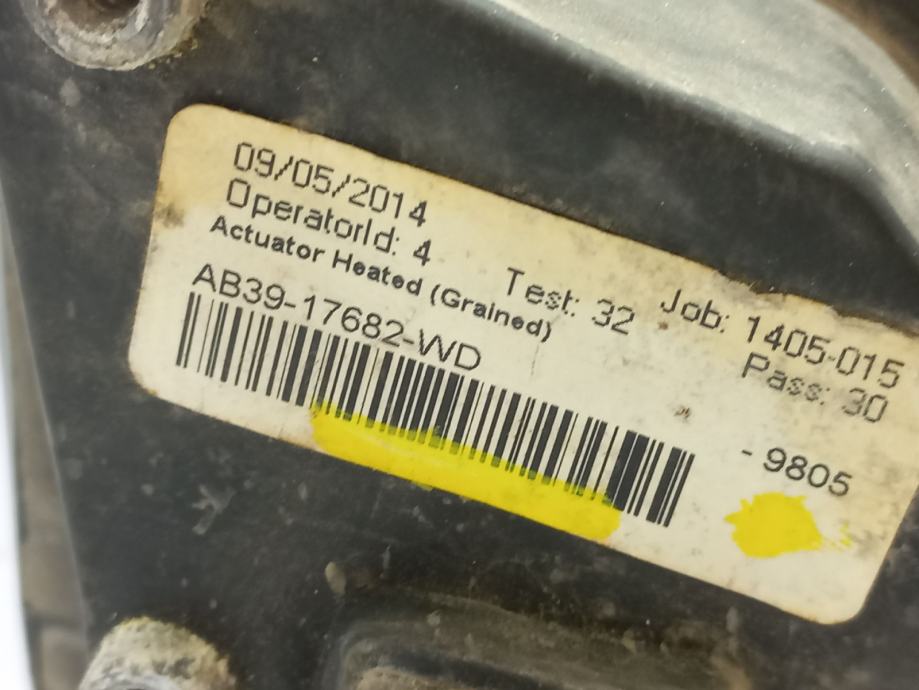 09/05/2014
OperatorId: 4 Test: 32 Job: 1405-015
Actuator Heated (Grained) Pass: 30
AB39-17682-WD
- 9805